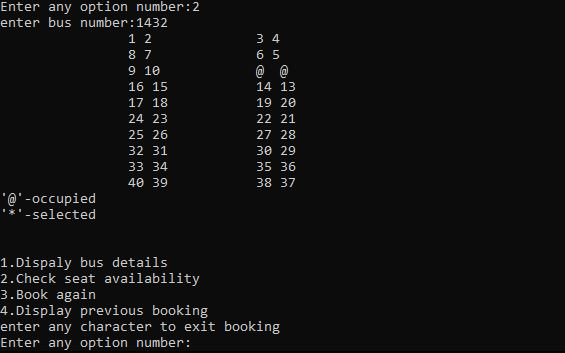 Enter any option number:2
enter bus number:1432
1 2 3 4
8 7 6 5
9 10 @ @
16 15 14 13
17 18 19 20
24 23 22 21
25 26 27 28
32 31 30 29
33 34 35 36
40 39 38 37
'@'-occupied
'*'-selected
1.Dispaly bus details
2.Check seat availability
3.Book again
4.Display previous booking
enter any character to exit booking
Enter any option number: